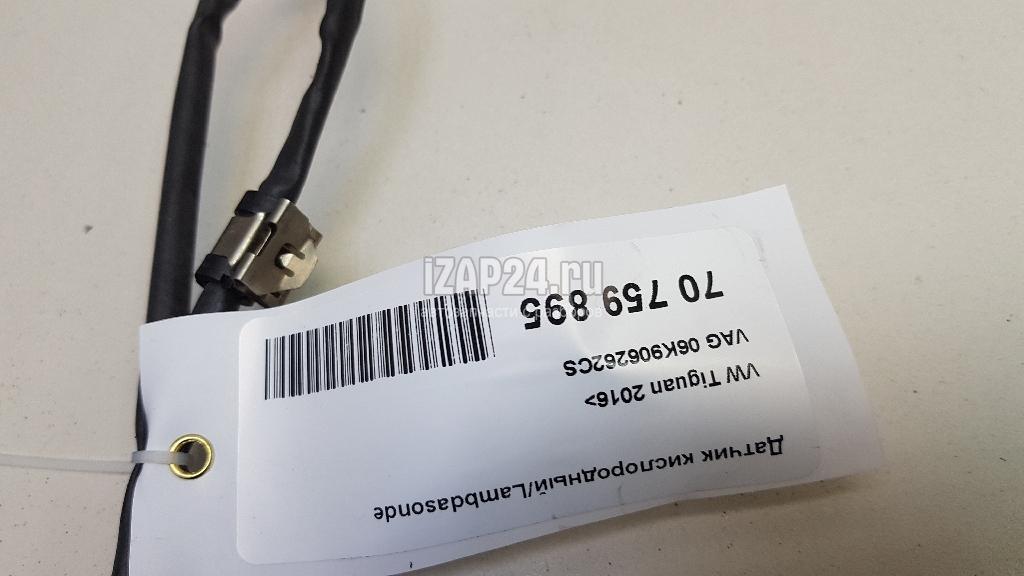 Датчик кислородный/Lambdasonde
VW Tiguan 2016>
VAG 06K906262CS
70 759 895
iZAP24.ru